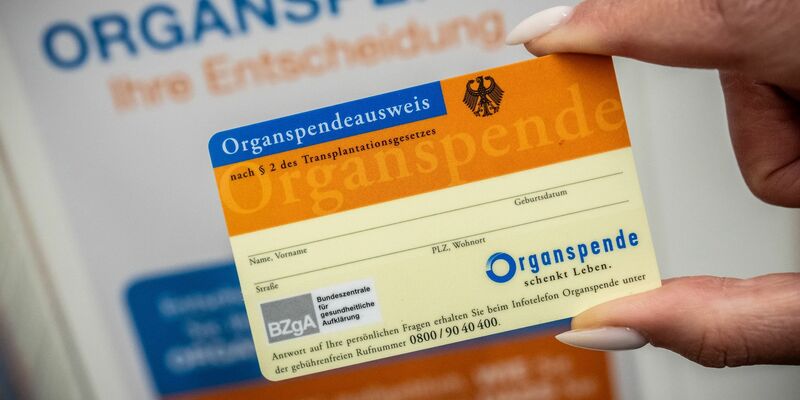 ORGANSPE
Ihre Entscheidung
Organspendeausweis
nach § 2 des Transplantationsgesetzes
Organspende
Name, Vorname
Geburtsdatum
Straße
PLZ, Wohnort
Organspende
schenkt Leben.
BZgA
Bundeszentrale
für
gesundheitliche
Aufklärung
Antwort auf Ihre persönlichen Fragen erhalten Sie beim Infotelefon Organspende unter
der gebührenfreien Rufnummer 0800 / 90 40 400.